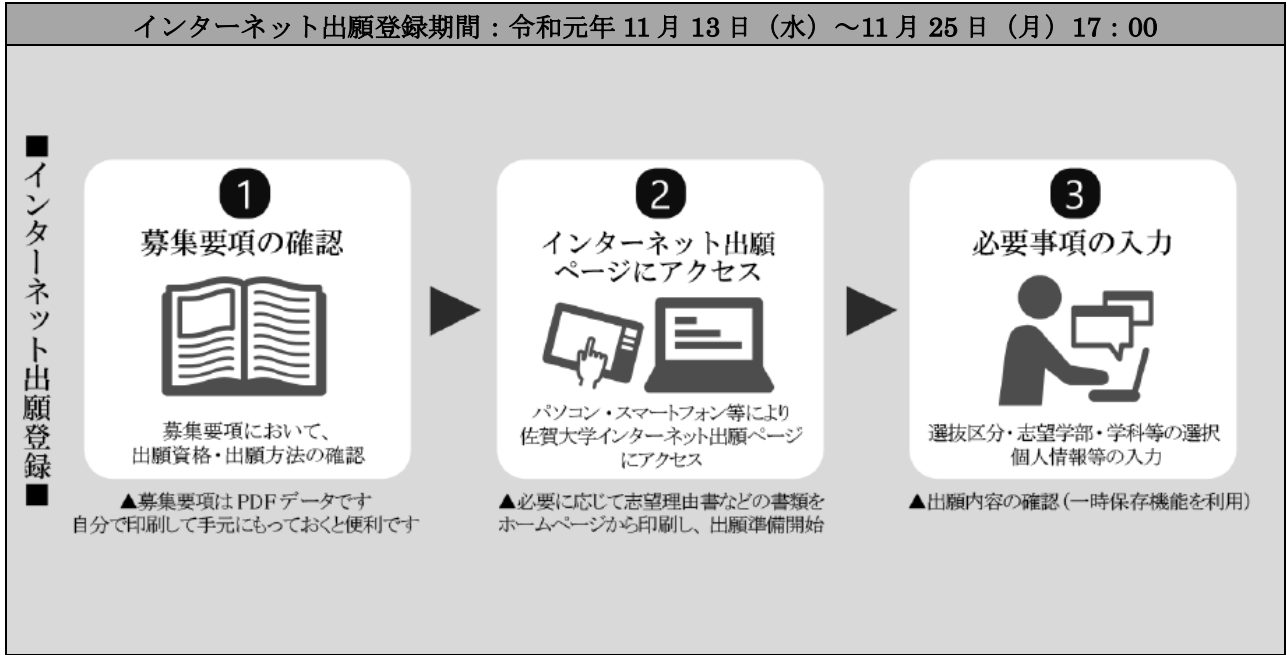 インターネット出願登録期間：令和元年 11 月 13 日（水）～11 月 25 日（月）17：00
■インターネット出願登録■
1
募集要項の確認
募集要項において、
出願資格・出願方法の確認
▲募集要項は PDF データです
自分で印刷して手元にもっておくと便利です
2
インターネット出願
ページにアクセス
パソコン・スマートフォン等により
佐賀大学インターネット出願ページ
にアクセス
▲必要に応じて志望理由書などの書類を
ホームページから印刷し、出願準備開始
3
必要事項の入力
選抜区分・志望学部・学科等の選択
個人情報等の入力
▲出願内容の確認（一時保存機能を利用）